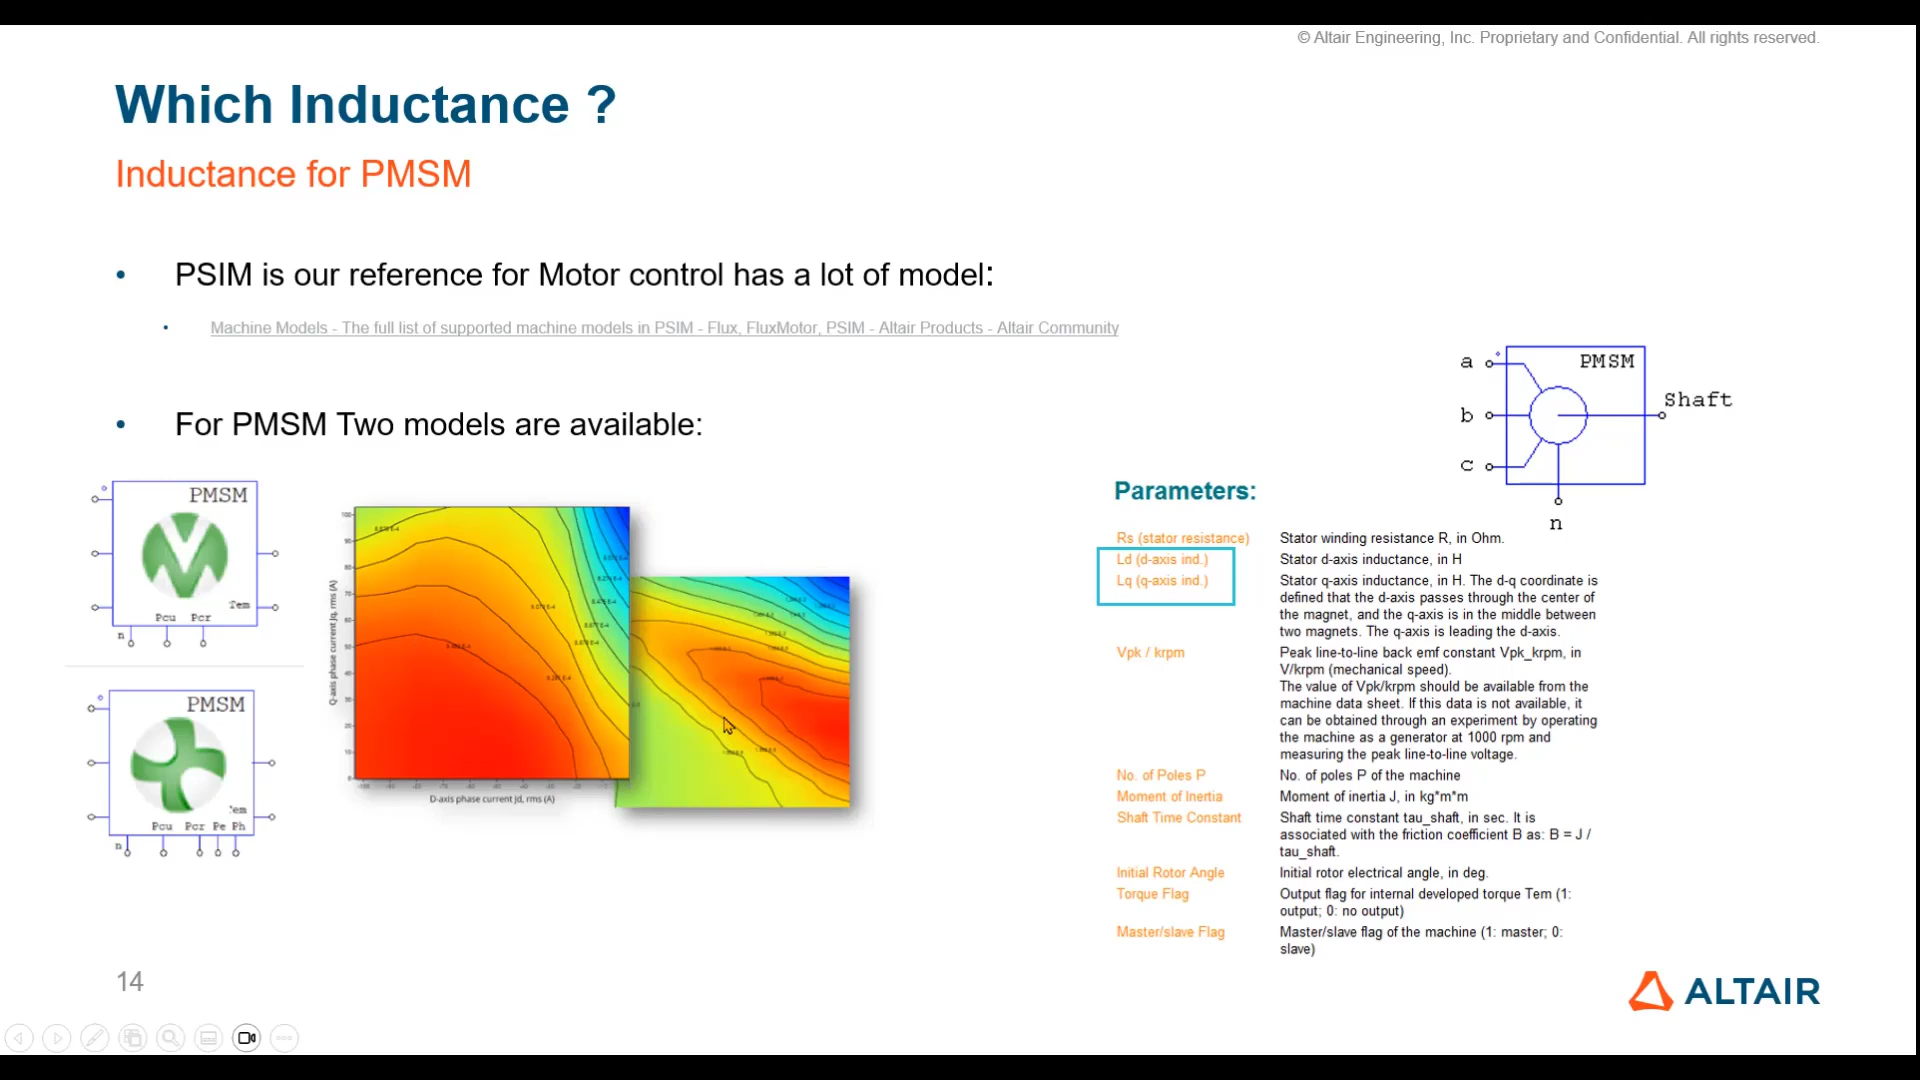 © Altair Engineering, Inc. Proprietary and Confidential. All rights reserved.
Which Inductance ?
Inductance for PMSM
• PSIM is our reference for Motor control has a lot of model:
• Machine Models - The full list of supported machine models in PSIM - Flux, FluxMotor, PSIM - Altair Products - Altair Community
• For PMSM Two models are available:
PMSM
Tem
Pcu Pcr
n
PMSM
Pcu Pcr Pe Ph
n
Q-axis phase current Jq, rms (A)
D-axis phase current Jd, rms (A)
PMSM
a
b
c
Shaft
n
Parameters:
Rs (stator resistance) Stator winding resistance R, in Ohm.
Ld (d-axis ind.) Stator d-axis inductance, in H
Lq (q-axis ind.) Stator q-axis inductance, in H. The d-q coordinate is
defined that the d-axis passes through the center of
the magnet, and the q-axis is in the middle between
two magnets. The q-axis is leading the d-axis.
Vpk / krpm Peak line-to-line back emf constant Vpk_krpm, in
V/krpm (mechanical speed).
The value of Vpk/krpm should be available from the
machine data sheet. If this data is not available, it
can be obtained through an experiment by operating
the machine as a generator at 1000 rpm and
measuring the peak line-to-line voltage.
No. of Poles P No. of poles P of the machine
Moment of Inertia Moment of inertia J, in kg*m*m
Shaft Time Constant Shaft time constant tau_shaft, in sec. It is
associated with the friction coefficient B as: B = J /
tau_shaft.
Initial Rotor Angle Initial rotor electrical angle, in deg.
Torque Flag Output flag for internal developed torque Tem (1:
output; 0: no output)
Master/slave Flag Master/slave flag of the machine (1: master; 0:
slave)
14
ALTAIR